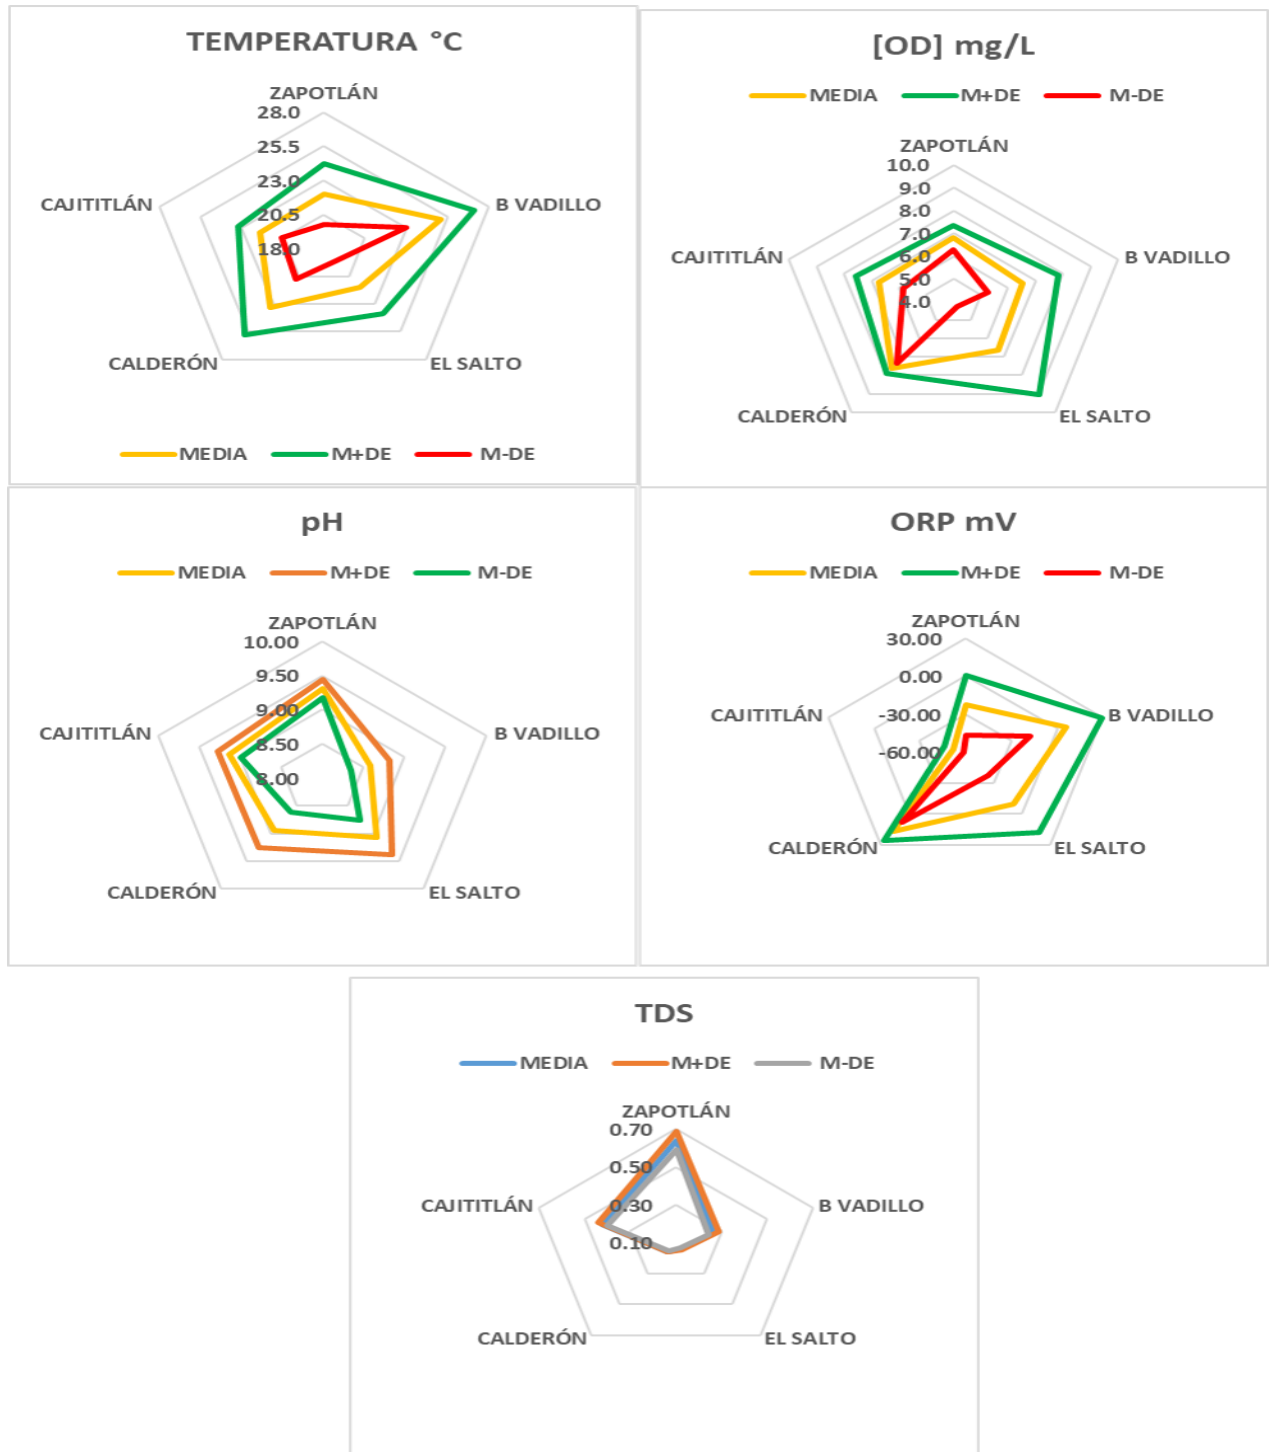 TEMPERATURA °C
ZAPOTLÁN
28.0
25.5
23.0
20.5
18.0
CAJITITLÁN
B VADILLO
CALDERÓN
EL SALTO
MEDIA M+DE M-DE
[OD] mg/L
MEDIA M+DE M-DE
ZAPOTLÁN
10.0
9.0
8.0
7.0
6.0
5.0
4.0
CAJITITLÁN
B VADILLO
CALDERÓN
EL SALTO
pH
MEDIA M+DE M-DE
ZAPOTLÁN
10.00
9.50
9.00
8.50
8.00
CAJITITLÁN
B VADILLO
CALDERÓN
EL SALTO
ORP mV
MEDIA M+DE M-DE
ZAPOTLÁN
30.00
0.00
-30.00
-60.00
CAJITITLÁN
B VADILLO
CALDERÓN
EL SALTO
TDS
MEDIA M+DE M-DE
ZAPOTLÁN
0.70
0.50
0.30
0.10
CAJITITLÁN
B VADILLO
CALDERÓN
EL SALTO